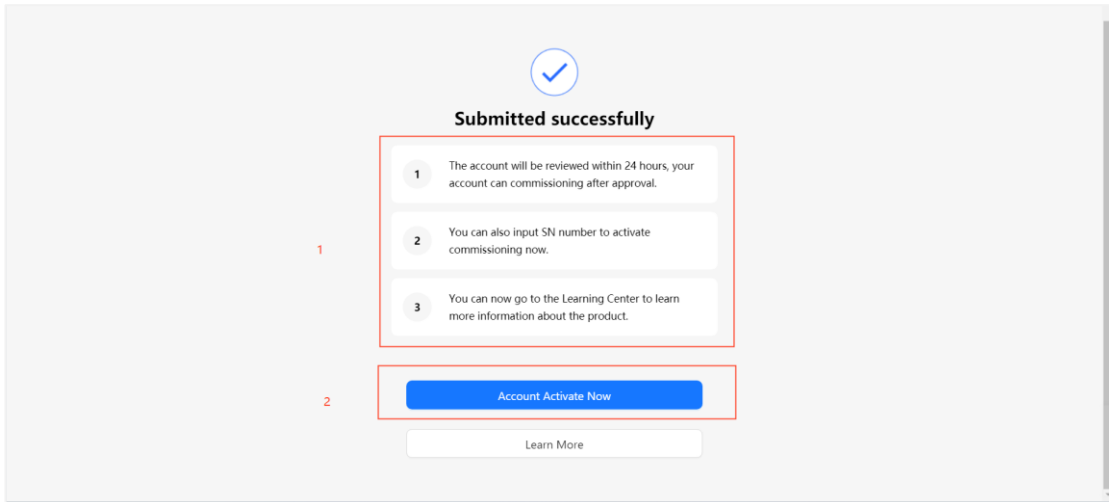 Submitted successfully
1
The account will be reviewed within 24 hours, your
account can commissioning after approval.
1
2
You can also input SN number to activate
commissioning now.
3
You can now go to the Learning Center to learn
more information about the product.
2
Account Activate Now
Learn More